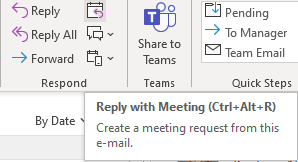 Reply
Reply All
Forward
Respond
Share to
Teams
Teams
Pending
To Manager
Team Email
Quick Steps
By Date
Reply with Meeting (Ctrl+Alt+R)
Create a meeting request from this
e-mail.